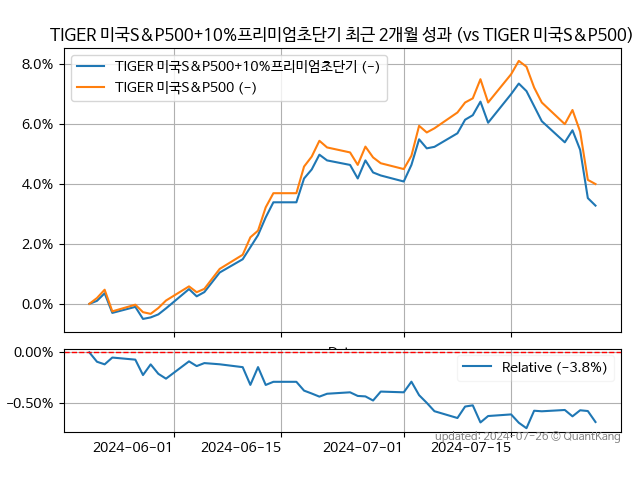 TIGER 미국S&P500+10%프리미엄초단기 최근 2개월 성과 (vs TIGER 미국S&P500)
TIGER 미국S&P500+10%프리미엄초단기 (-)
TIGER 미국S&P500 (-)
8.0%
6.0%
4.0%
2.0%
0.0%
0.00%
Relative (-3.8%)
-0.50%
updated: 2024-07-26 © QuantKang
2024-06-01 2024-06-15 2024-07-01 2024-07-15